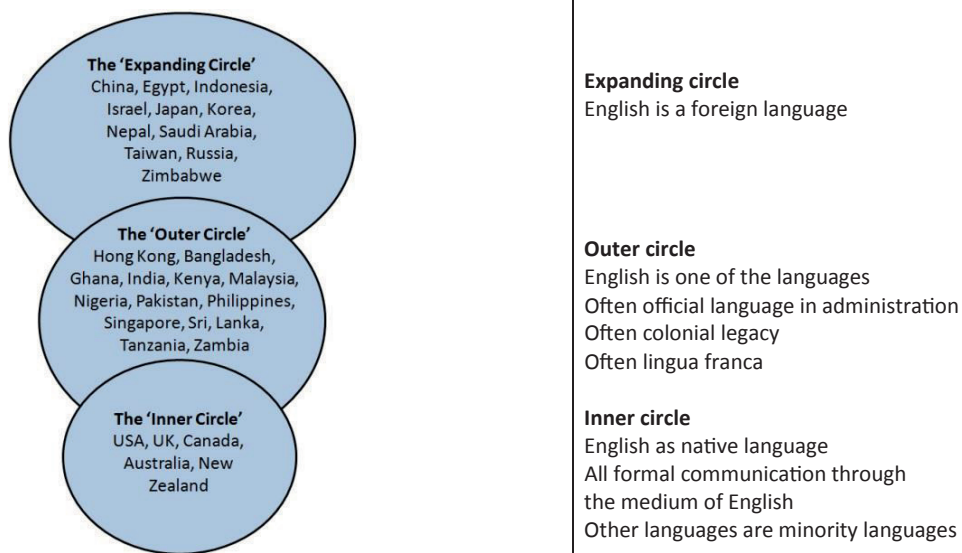 The 'Expanding Circle'
China, Egypt, Indonesia,
Israel, Japan, Korea,
Nepal, Saudi Arabia,
Taiwan, Russia,
Zimbabwe
The 'Outer Circle'
Hong Kong, Bangladesh,
Ghana, India, Kenya, Malaysia,
Nigeria, Pakistan, Philippines,
Singapore, Sri, Lanka,
Tanzania, Zambia
The 'Inner Circle'
USA, UK, Canada,
Australia, New
Zealand
Expanding circle
English is a foreign language
Outer circle
English is one of the languages
Often official language in administration
Often colonial legacy
Often lingua franca
Inner circle
English as native language
All formal communication through
the medium of English
Other languages are minority languages